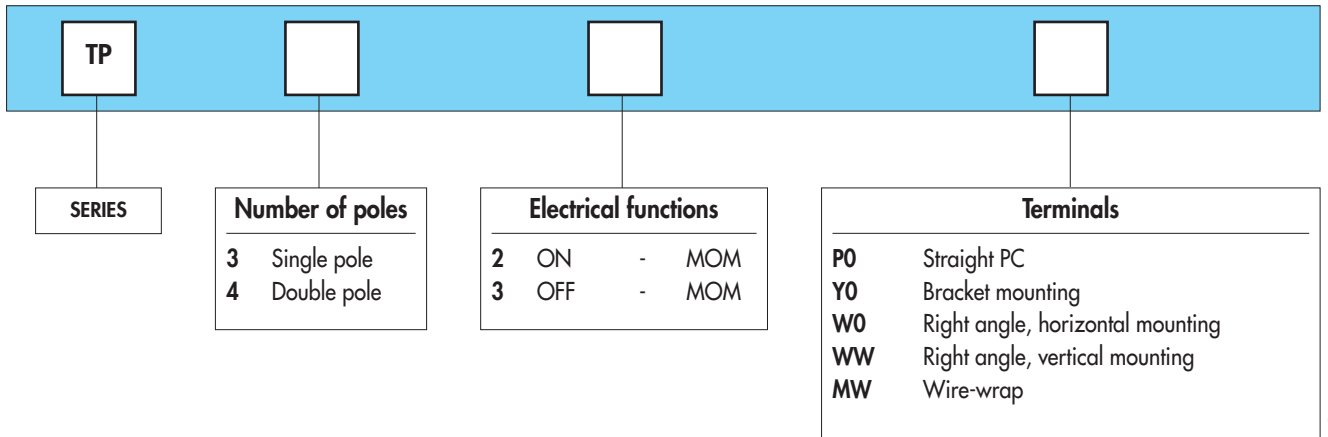 TP
SERIES
Number of poles
3 Single pole
4 Double pole
Electrical functions
2 ON - MOM
3 OFF - MOM
Terminals
P0 Straight PC
Y0 Bracket mounting
W0 Right angle, horizontal mounting
WW Right angle, vertical mounting
MW Wire-wrap